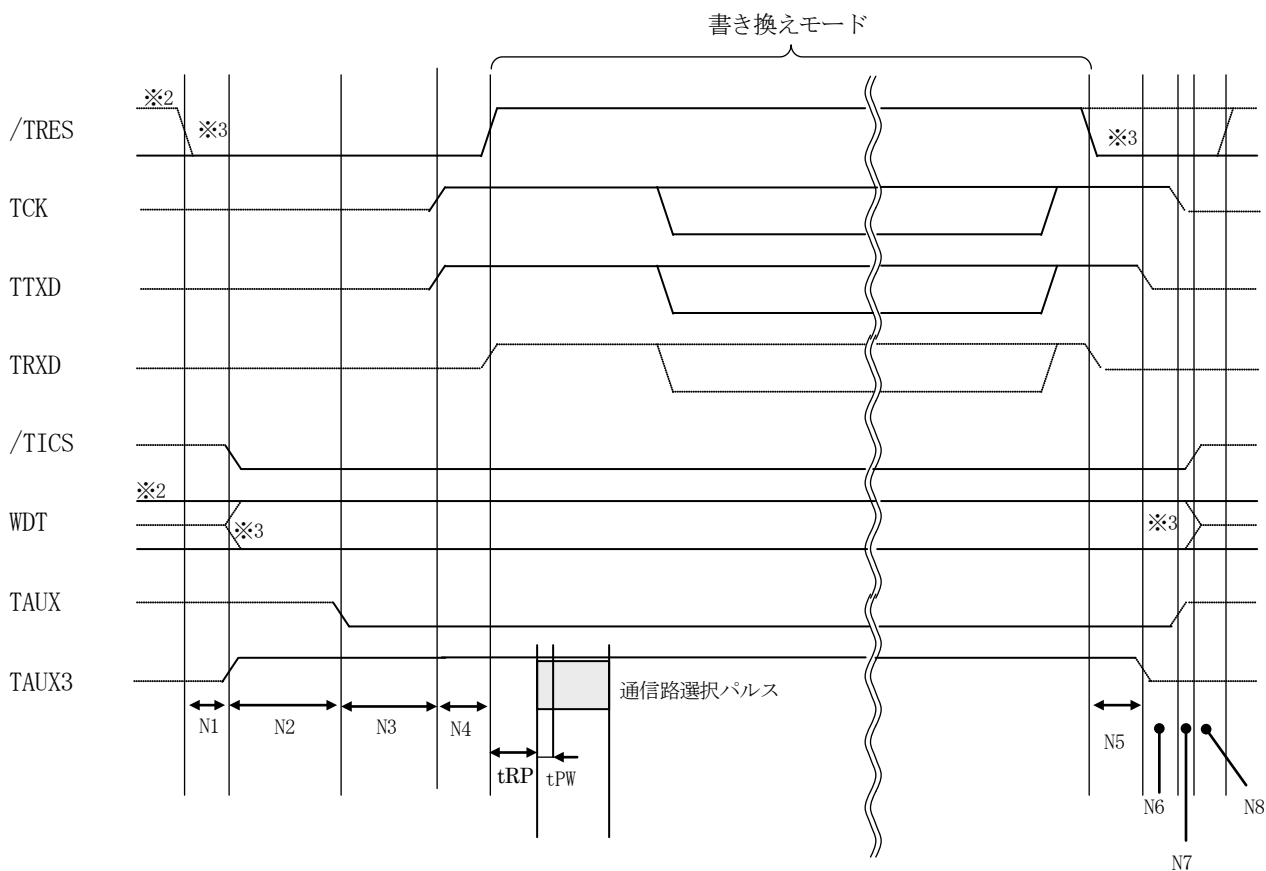 書き換えモード
※2
/TRES
※3
※3
TCK
TTXD
TRXD
/TICS
※2
WDT
※3
※3
TAUX
TAUX3
通信路選択パルス
N1
N2
N3
N4
tRP
tPW
N5
N6
N7
N8